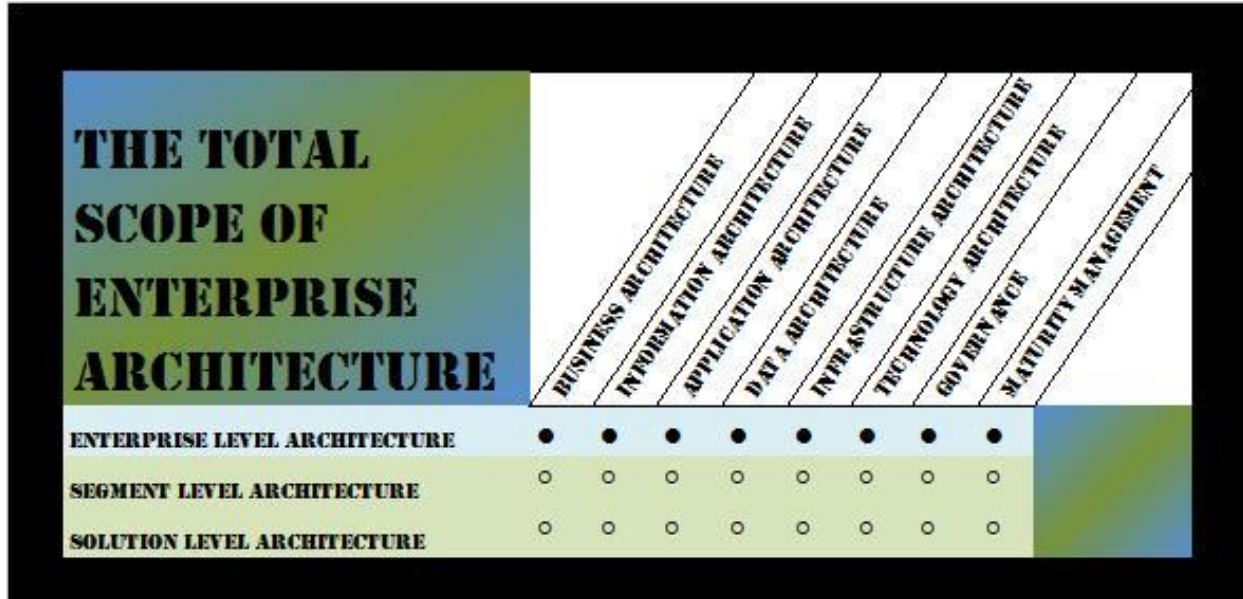 THE TOTAL
SCOPE OF
ENTERPRISE
ARCHITECTURE
BUSINESS ARCHITECTURE
INFORMATION ARCHITECTURE
APPLICATION ARCHITECTURE
DATA ARCHITECTURE
INFRASTRUCTURE ARCHITECTURE
TECHNOLOGY ARCHITECTURE
GOVERNANCE
MATURITY MANAGEMENT
ENTERPRISE LEVEL ARCHITECTURE
SEGMENT LEVEL ARCHITECTURE
SOLUTION LEVEL ARCHITECTURE